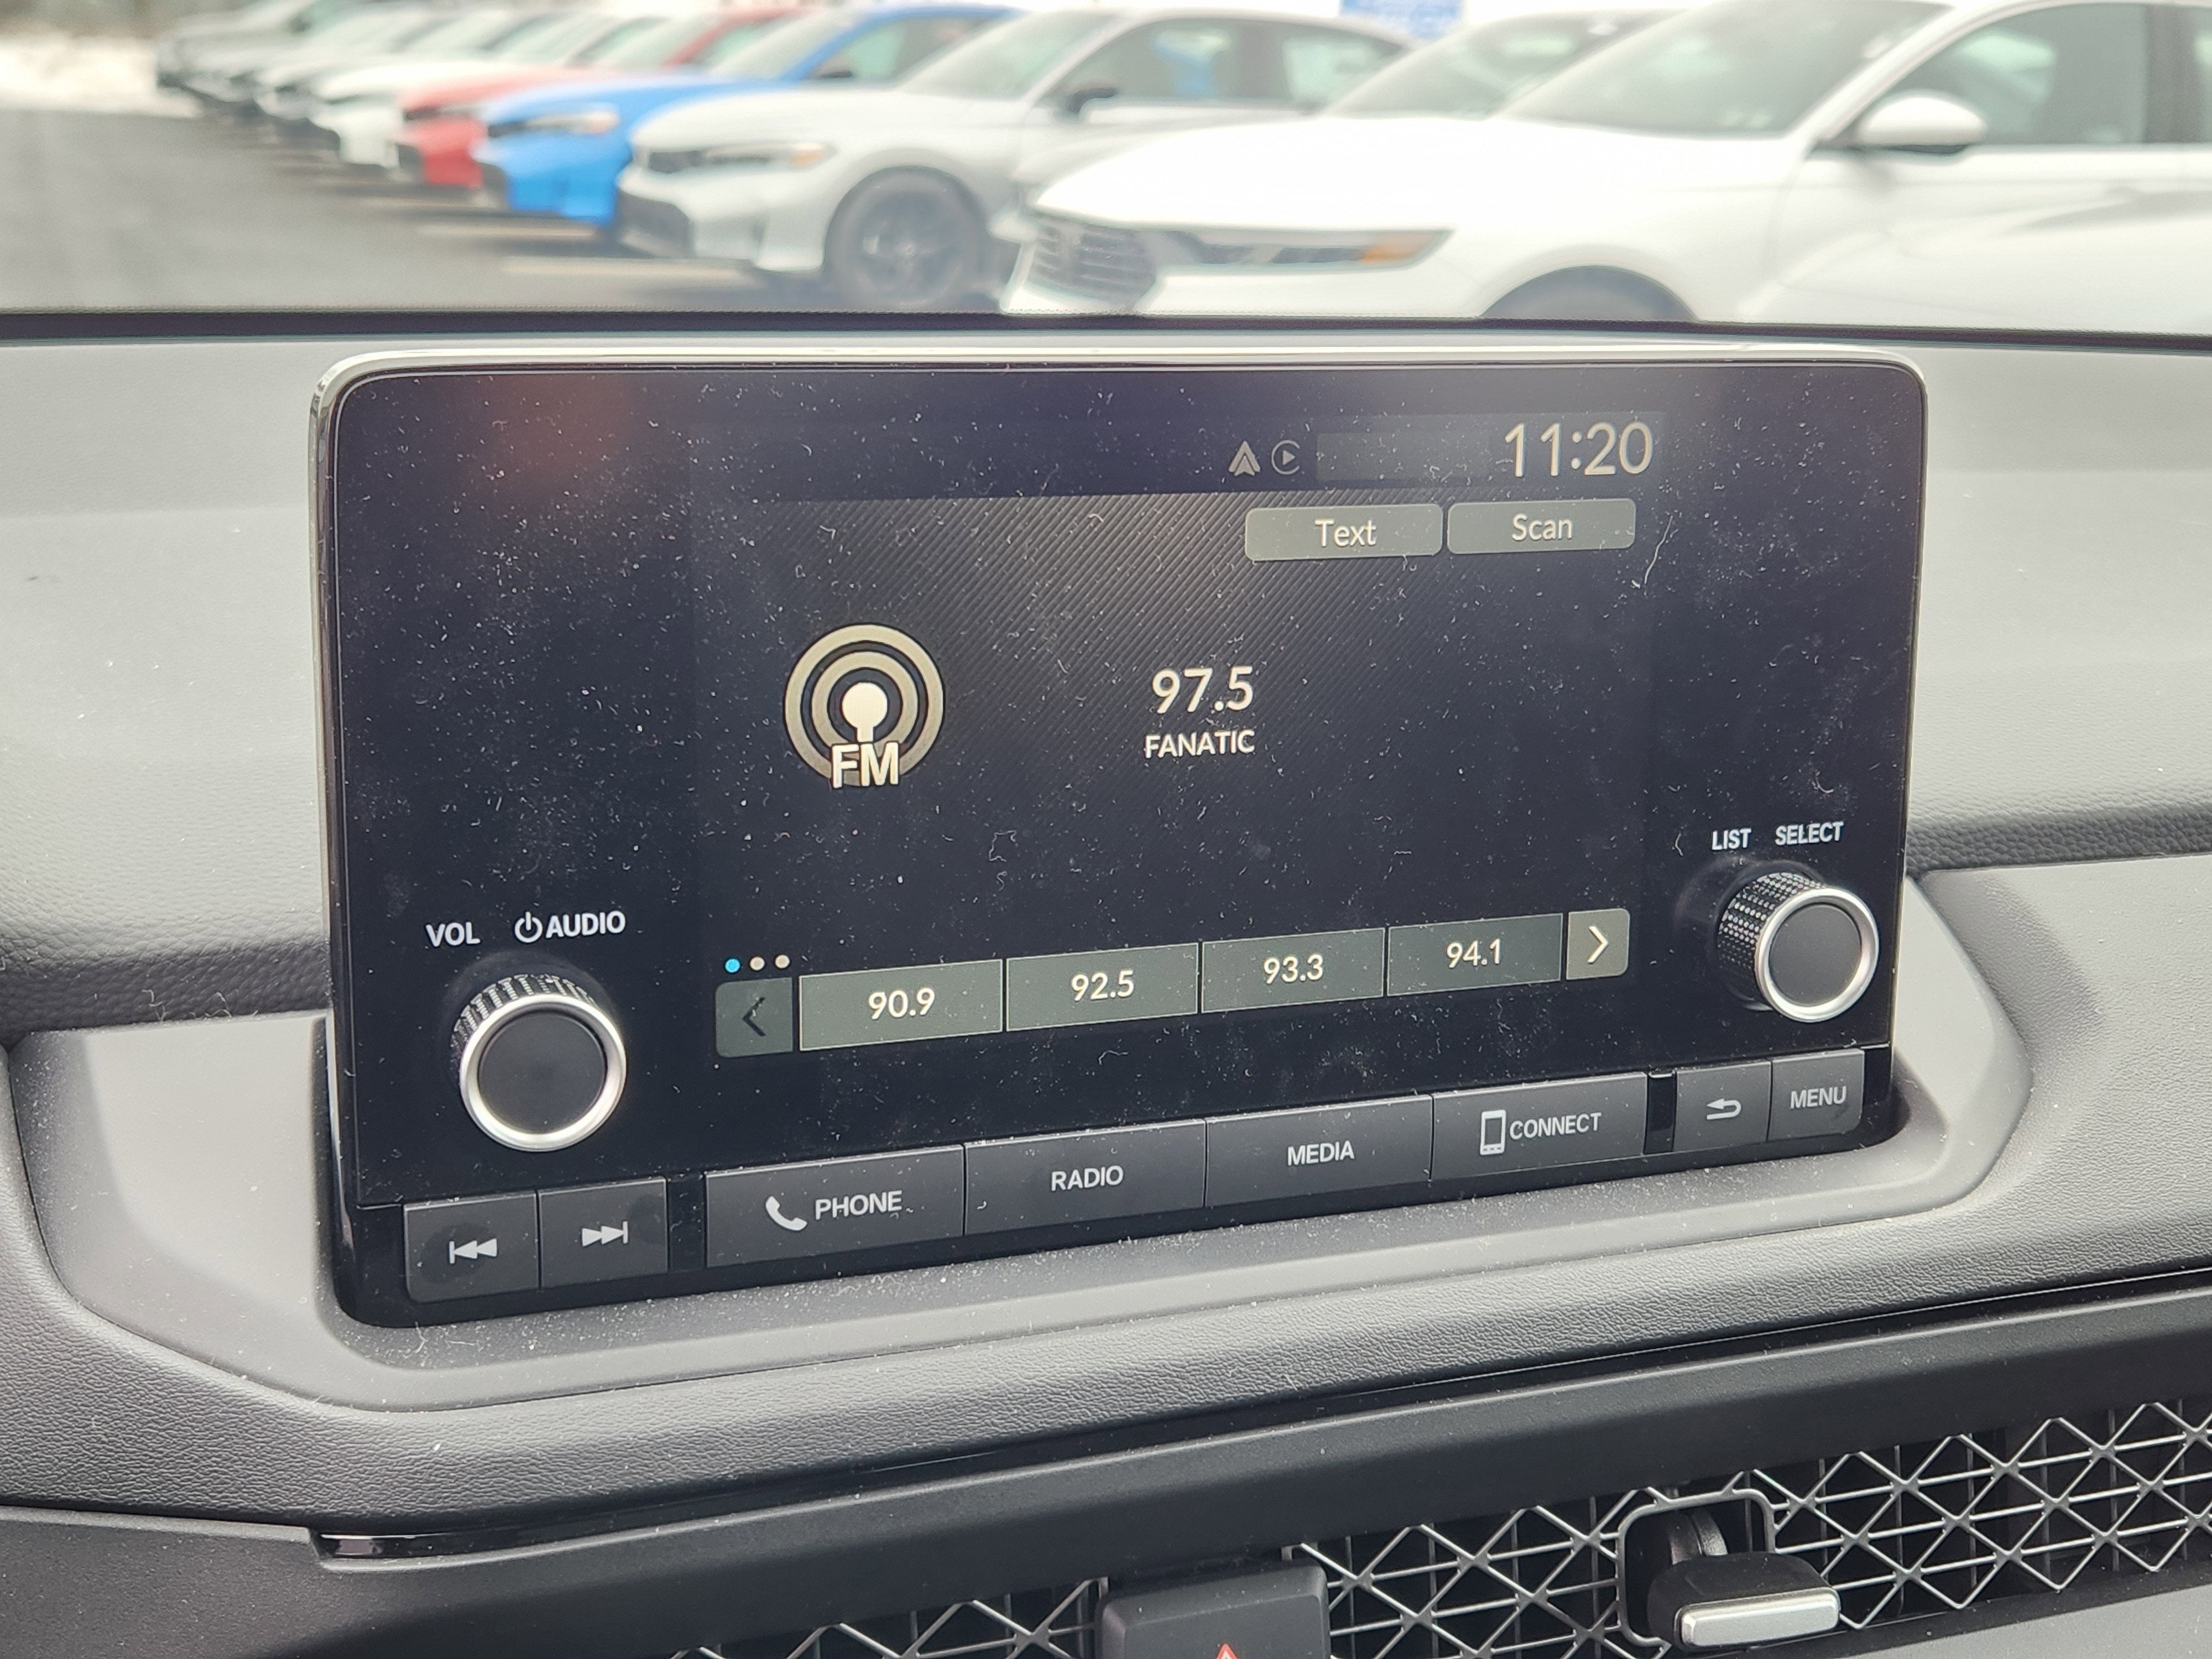 11:20
Text Scan
97.5
FANATIC
FM
LIST SELECT
VOL AUDIO
90.9 92.5 93.3 94.1
PHONE RADIO MEDIA CONNECT MENU